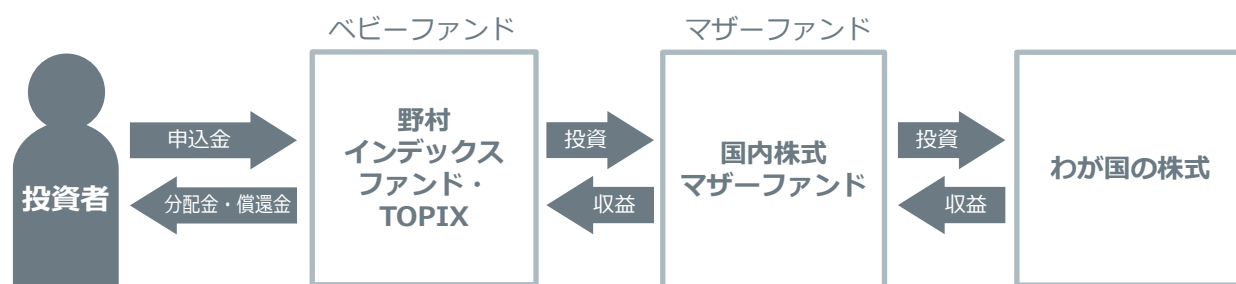 ベビーファンド
マザーファンド
投資者
申込金
分配金・償還金
野村
インデックス
ファンド・
TOPIX
投資
収益
国内株式
マザーファンド
投資
収益
わが国の株式